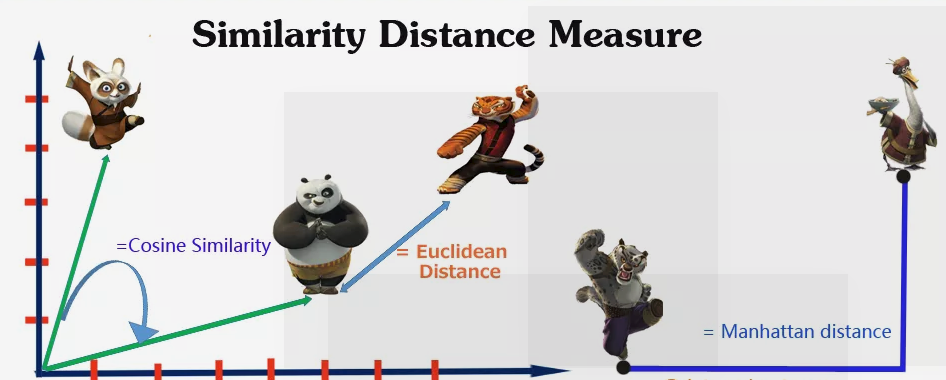 Similarity Distance Measure
=Cosine Similarity
= Euclidean
Distance
= Manhattan distance